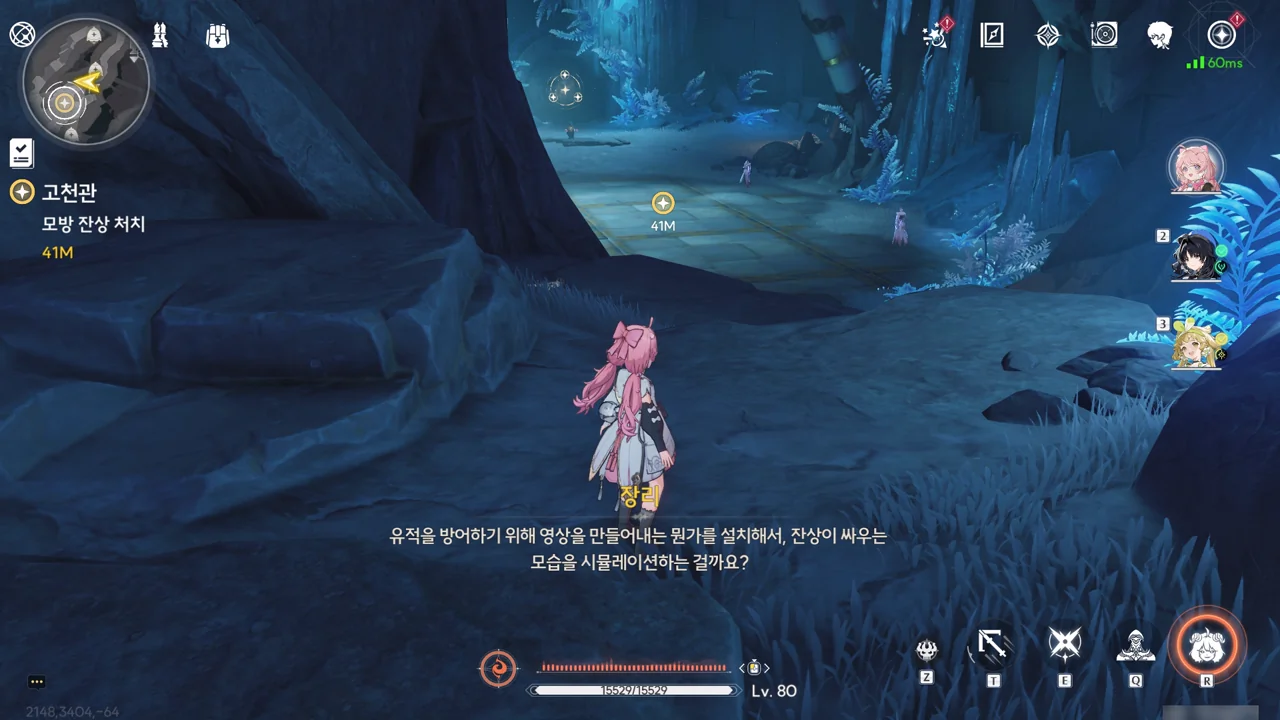 60ms
고천관
모방 잔상 처치
41M
41M
2
3
장리
유적을 방어하기 위해 영상을 만들어내는 뭔가를 설치해서, 잔상이 싸우는
모습을 시뮬레이션하는 걸까요?
Z
T
E
Q
R
15529/15529
Lv. 80
2148,3404,-64